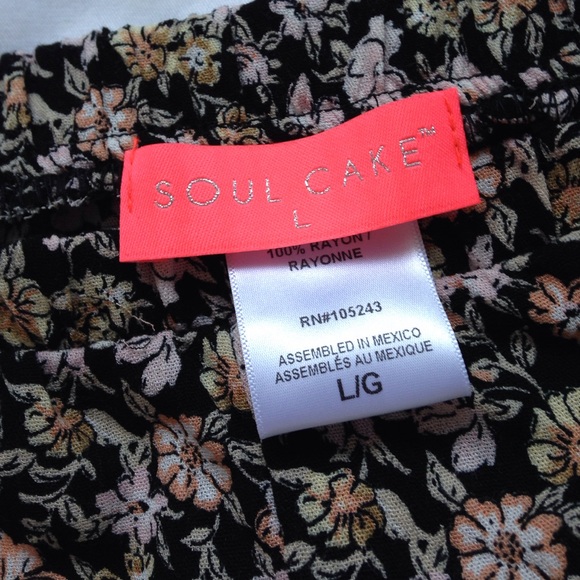 SOUL CAKE™
L
100% RAYON /
RAYONNE
RN#105243
ASSEMBLED IN MEXICO
ASSEMBLÉS AU MEXIQUE
L/G